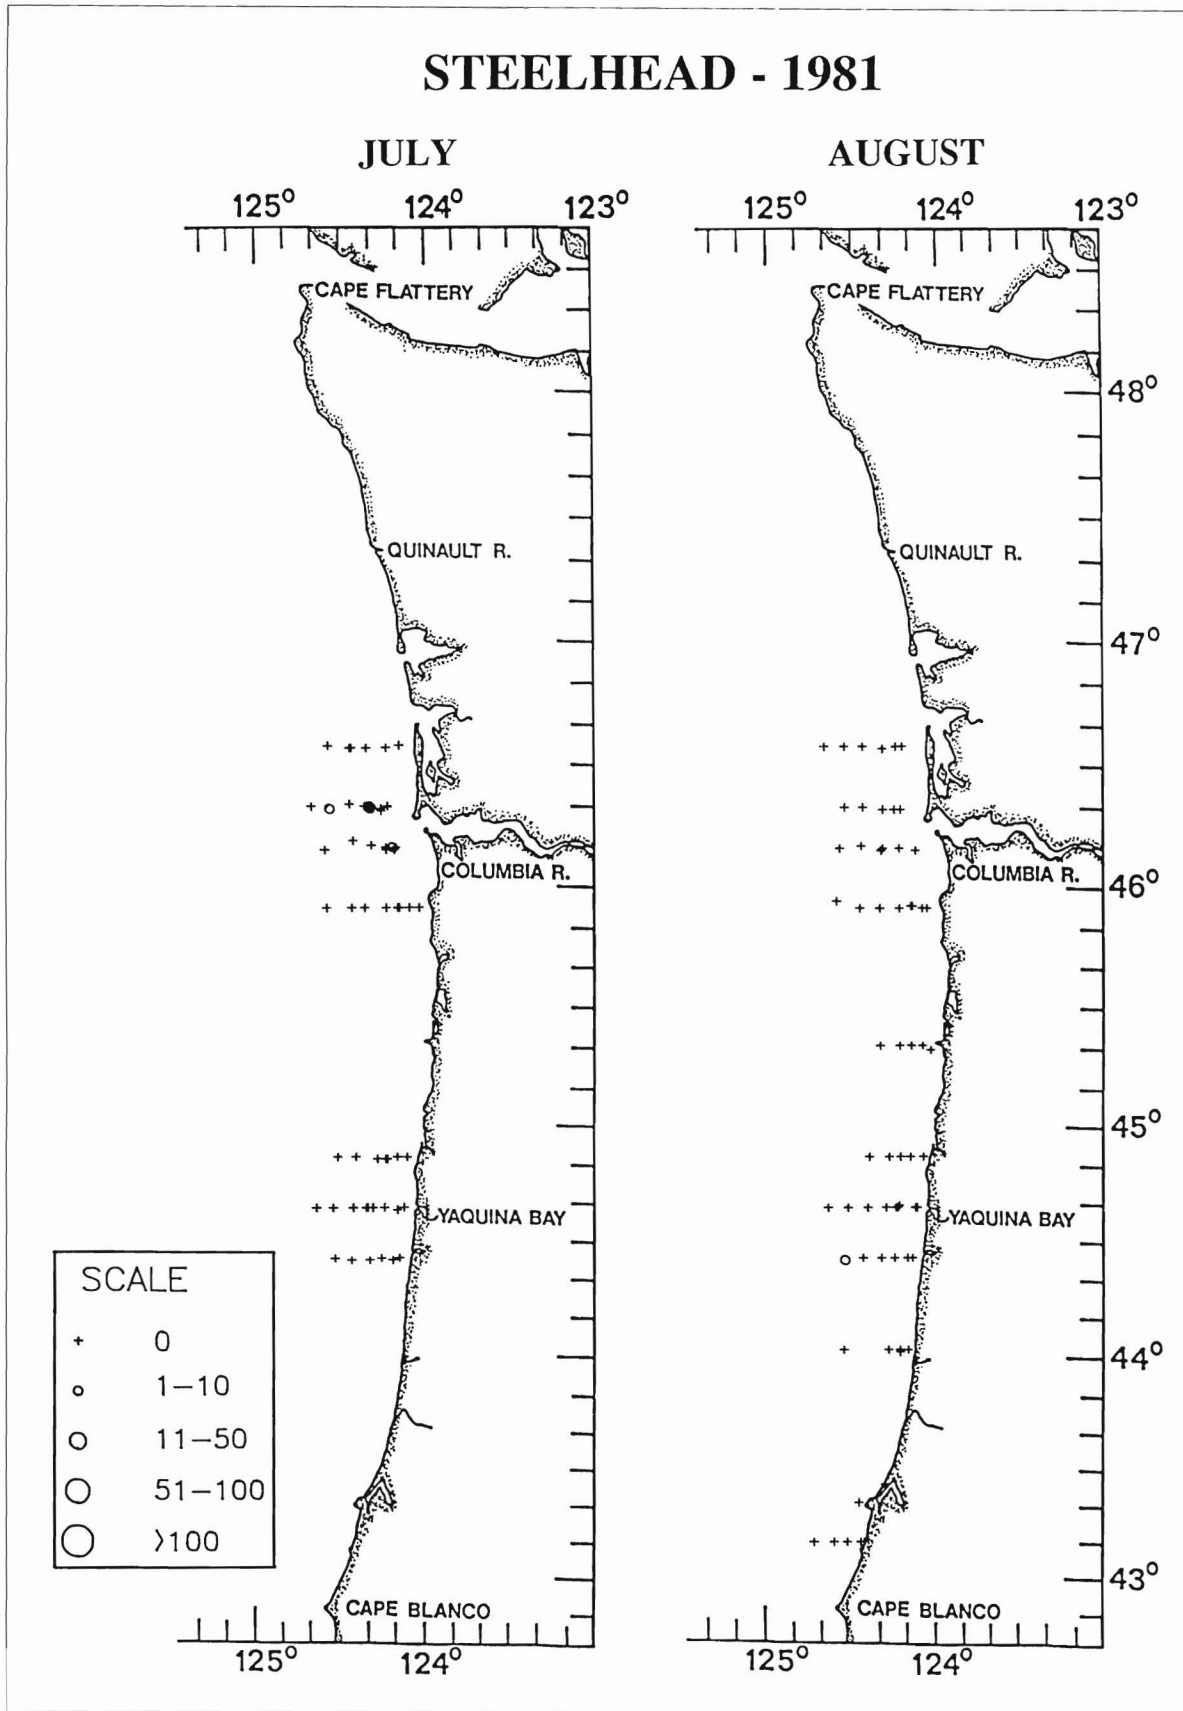 STEELHEAD - 1981
JULY
125° 124° 123°
CAPE FLATTERY
QUINAULT R.
COLUMBIA R.
YAQUINA BAY
CAPE BLANCO
125° 124°
AUGUST
125° 124° 123°
CAPE FLATTERY
48°
QUINAULT R.
47°
COLUMBIA R.
46°
45°
YAQUINA BAY
44°
43°
CAPE BLANCO
125° 124°
SCALE
+ 0
1-10
11-50
51-100
>100